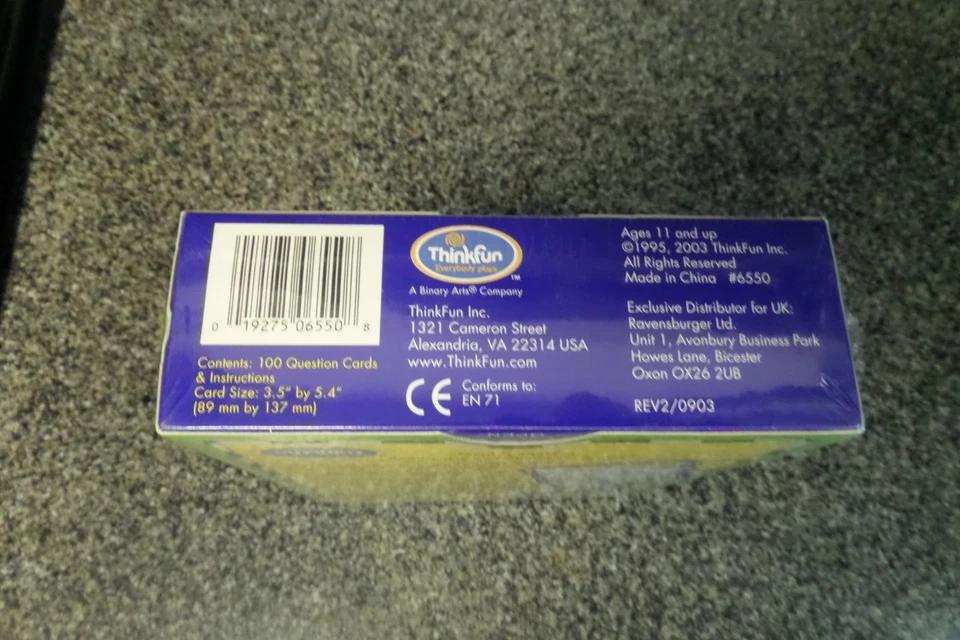 0 19275 06550 8
Contents: 100 Question Cards
& Instructions
Card Size: 3.5" by 5.4"
(89 mm by 137 mm)
ThinkFun
Everybody plays
TM
A Binary Arts® Company
ThinkFun Inc.
1321 Cameron Street
Alexandria, VA 22314 USA
www.ThinkFun.com
CE
Conforms to:
EN 71
Ages 11 and up
©1995, 2003 ThinkFun Inc.
All Rights Reserved
Made in China #6550
Exclusive Distributor for UK:
Ravensburger Ltd.
Unit 1, Avonbury Business Park
Howes Lane, Bicester
Oxon OX26 2UB
REV2/0903
OPEN